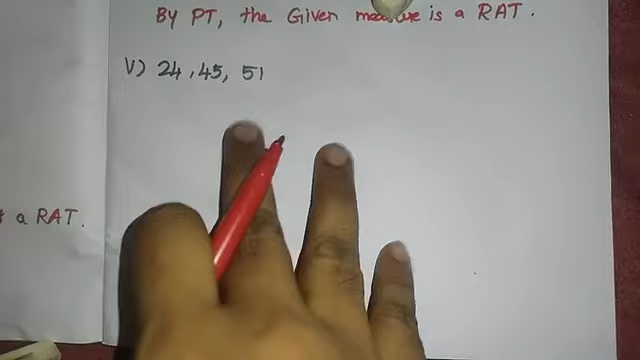 By PT, the Given measure is a RAT.
V) 24, 45, 51
a RAT.